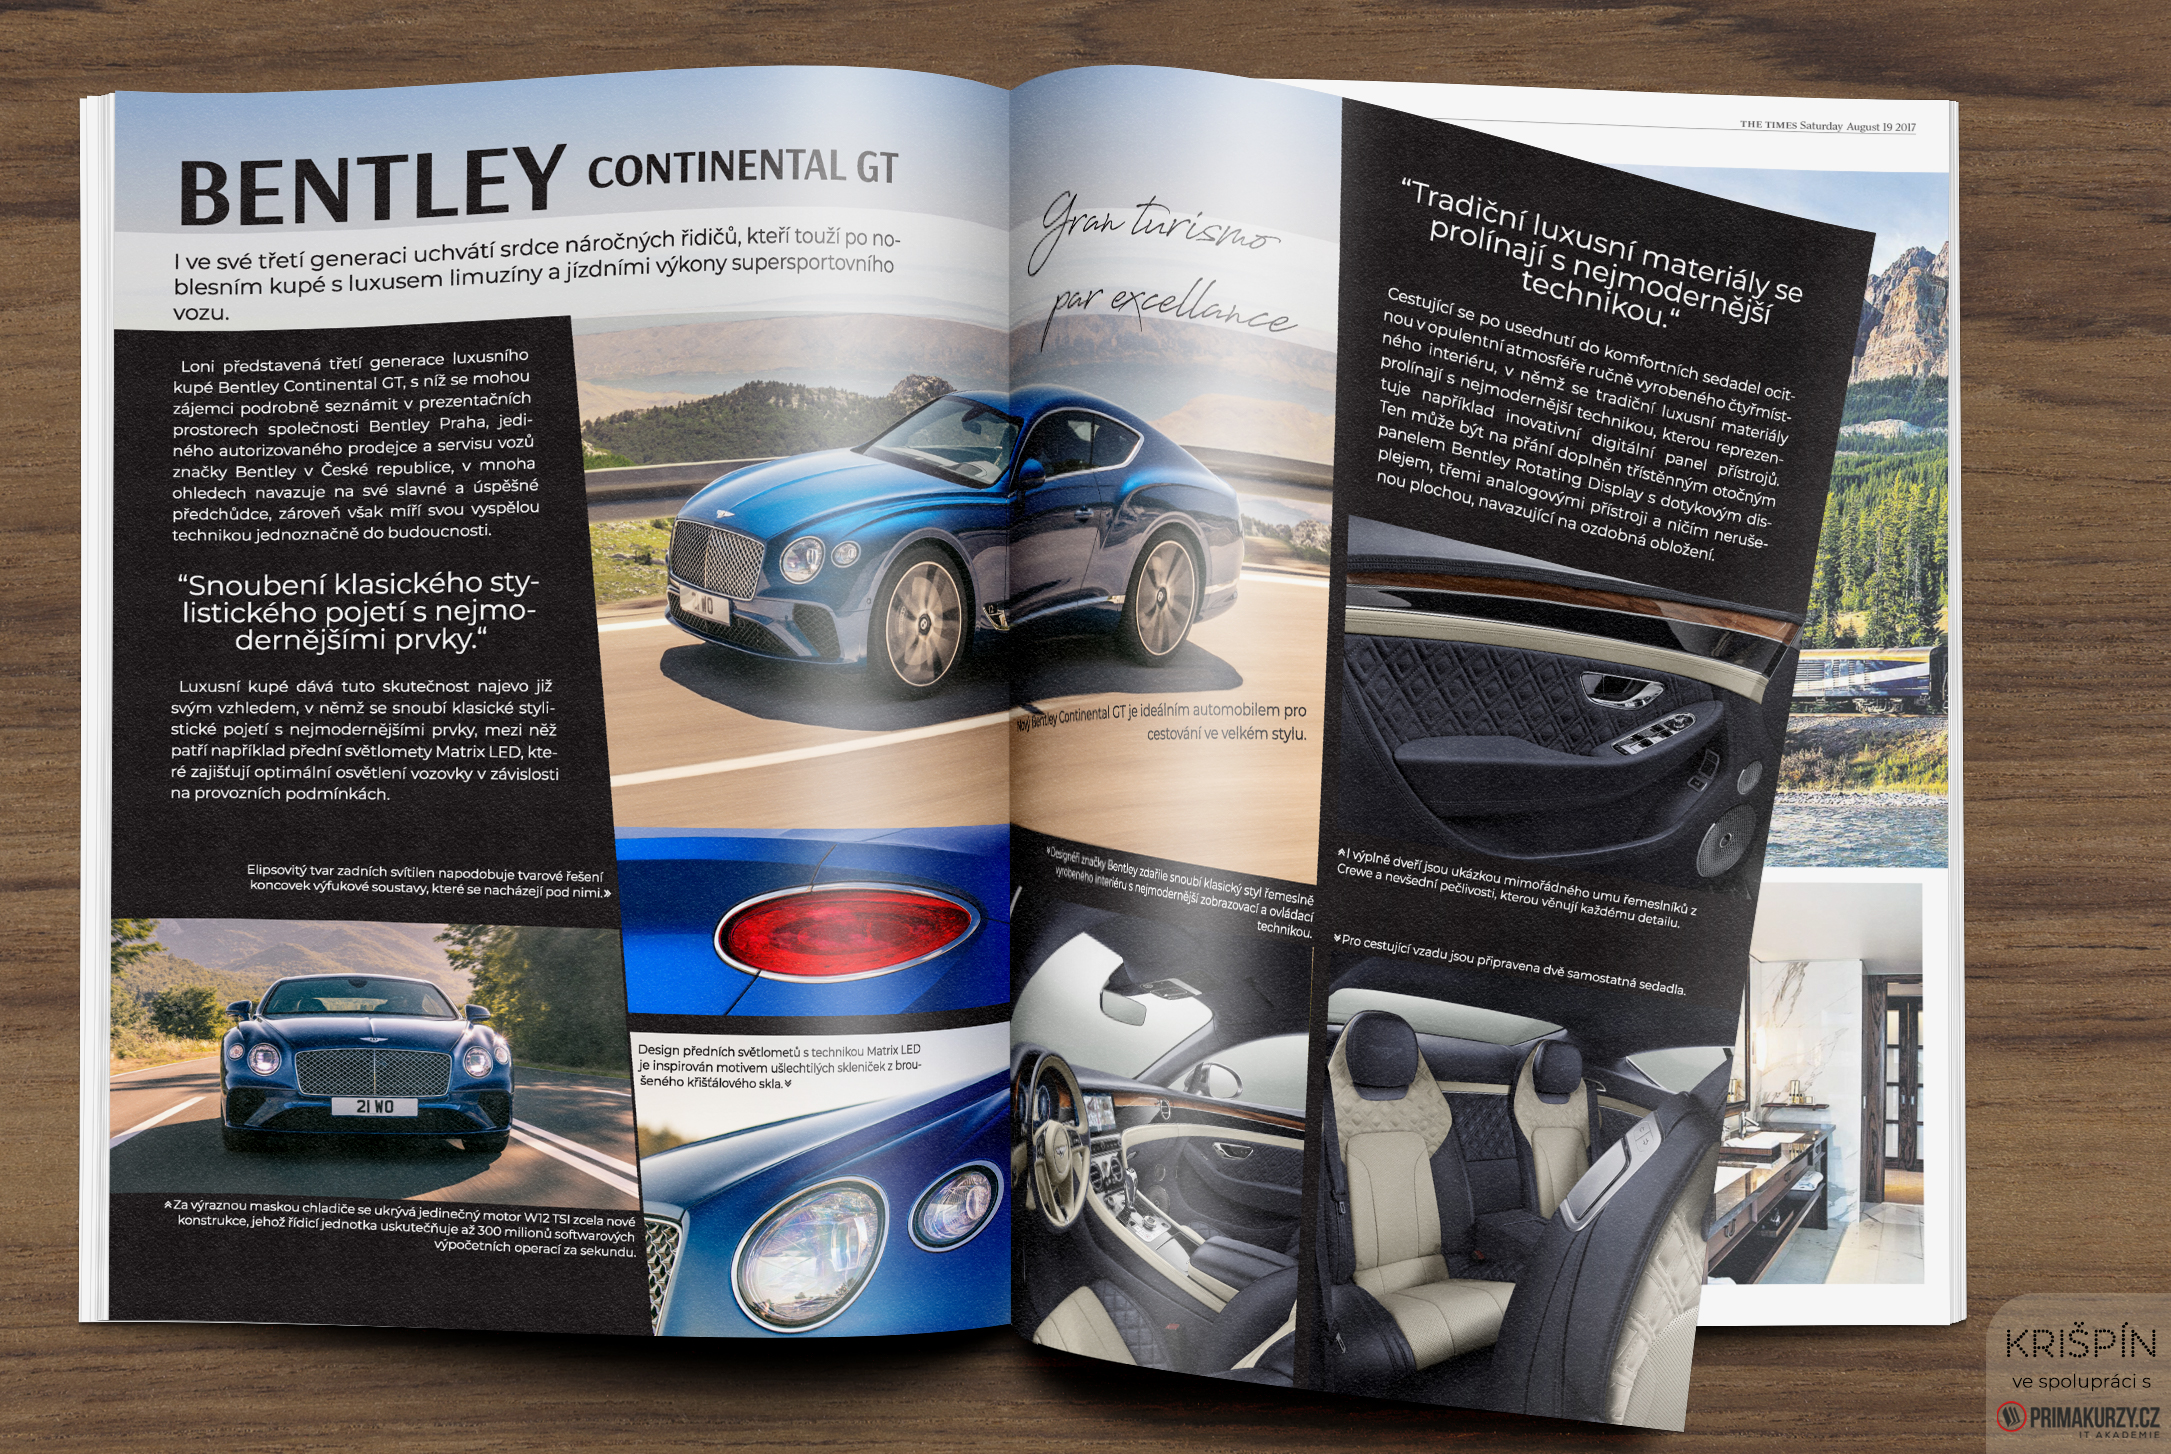 BENTLEY CONTINENTAL GT
I ve své třetí generaci uchvátí srdce náročných řidičů, kteří touží po no-
blesním kupé s luxusem limuzíny a jízdními výkony supersportovního
vozu.
Loni představená třetí generace luxusního
kupé Bentley Continental GT, s níž se mohou
zájemci podrobně seznámit v prezentačních
prostorech společnosti Bentley Praha, jedi-
ného autorizovaného prodejce a servisu vozů
značky Bentley v České republice, v mnoha
ohledech navazuje na své slavné a úspěšné
předchůdce, zároveň však míří svou vyspělou
technikou jednoznačně do budoucnosti.
“Snoubení klasického sty-
listického pojetí s nejmo-
dernějšími prvky.“
Luxusní kupé dává tuto skutečnost najevo již
svým vzhledem, v němž se snoubí klasické styli-
stické pojetí s nejmodernějšími prvky, mezi něž
patří například přední světlomety Matrix LED, kte-
ré zajišťují optimální osvětlení vozovky v závislosti
na provozních podmínkách.
Elipsovitý tvar zadních svítilen napodobuje tvarové řešení
koncovek výfukové soustavy, které se nacházejí pod nimi.»
21 WO
Za výraznou maskou chladiče se ukrývá jedinečný motor W12 TSI zcela nové
konstrukce, jehož řídicí jednotka uskutečňuje až 300 milionů softwarových
výpočetních operací za sekundu.
Design předních světlometů s technikou Matrix LED
je inspirován motivem ušlechtilých skleniček z brou-
šeného křišťálového skla.
Gran turismo
par excellance
21 WO
Nový Bentley Continental GT je ideálním automobilem pro
cestování ve velkém stylu.
Designéři značky Bentley zdařile snoubí klasický styl řemeslně
vyrobeného interiéru s nejmodernější zobrazovací a ovládací
technikou.
“Tradiční luxusní materiály se
prolínají s nejmodernější
technikou.“
Cestující se po usednutí do komfortních sedadel ocit-
nou v opulentní atmosféře ručně vyrobeného čtyřmíst-
ného interiéru, v němž se tradiční luxusní materiály
prolínají s nejmodernější technikou, kterou reprezen-
tuje například inovativní digitální panel přístrojů.
Ten může být na přání doplněn třístěnným otočným
panelem Bentley Rotating Display s dotykovým dis-
plejem, třemi analogovými přístroji a ničím neruše-
nou plochou, navazující na ozdobná obložení.
I výplně dveří jsou ukázkou mimořádného umu řemeslníků z
Crewe a nevšední pečlivosti, kterou věnují každému detailu.
Pro cestující vzadu jsou připravena dvě samostatná sedadla.
THE TIMES Saturday August 19 2017
KRIŠPÍN
ve spolupráci s
PRIMAKURZY.CZ
IT AKADEMIE